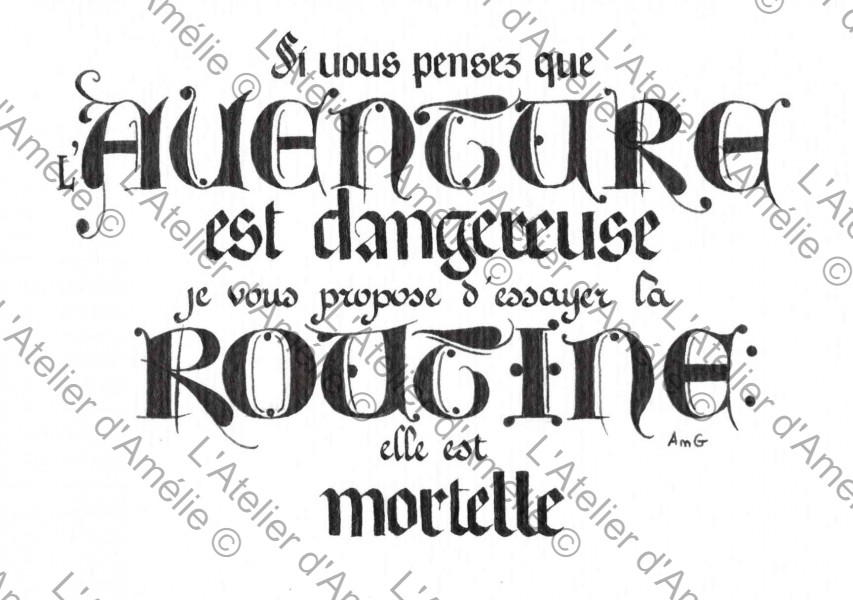 Si vous pensez que
L'AVENTURE
est dangereuse
je vous propose d'essayer la
ROUTINE:
elle est
mortelle
AmG
L'Atelier d'Amélie ©